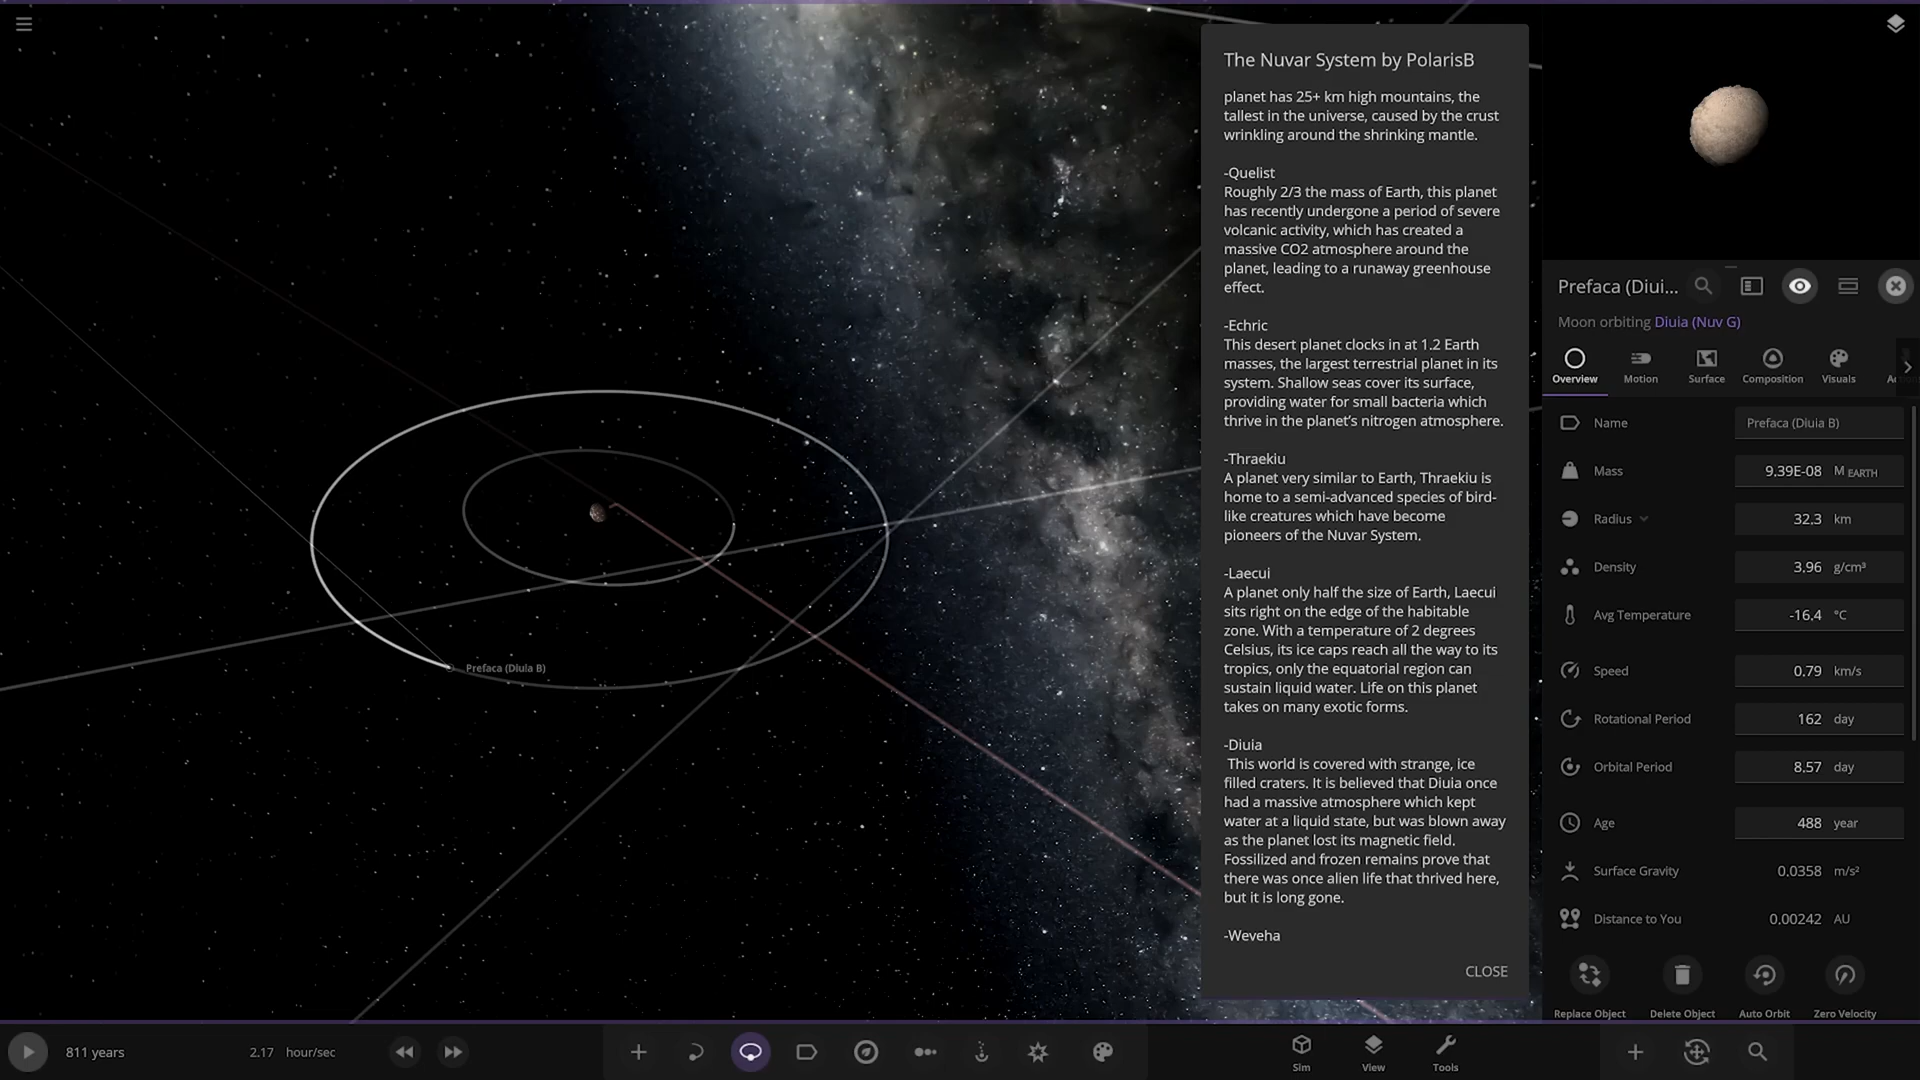 The Nuvar System by PolarisB
planet has 25+ km high mountains, the
tallest in the universe, caused by the crust
wrinkling around the shrinking mantle.
-Quelist
Roughly 2/3 the mass of Earth, this planet
has recently undergone a period of severe
volcanic activity, which has created a
massive CO2 atmosphere around the
planet, leading to a runaway greenhouse
effect.
-Echric
This desert planet clocks in at 1.2 Earth
masses, the largest terrestrial planet in its
system. Shallow seas cover its surface,
providing water for small bacteria which
thrive in the planet's nitrogen atmosphere.
-Thraekiu
A planet very similar to Earth, Thraekiu is
home to a semi-advanced species of bird-
like creatures which have become
pioneers of the Nuvar System.
-Laecui
A planet only half the size of Earth, Laecui
sits right on the edge of the habitable
zone. With a temperature of 2 degrees
Celsius, its ice caps reach all the way to its
tropics, only the equatorial region can
sustain liquid water. Life on this planet
takes on many exotic forms.
-Diuia
This world is covered with strange, ice
filled craters. It is believed that Diuia once
had a massive atmosphere which kept
water at a liquid state, but was blown away
as the planet lost its magnetic field.
Fossilized and frozen remains prove that
there was once alien life that thrived here,
but it is long gone.
-Weveha
CLOSE
Prefaca (Diuia B)
Prefaca (Diui...
Moon orbiting Diuia (Nuv G)
Overview Motion Surface Composition Visuals
Name Prefaca (Diuia B)
Mass 9.39E-08 M EARTH
Radius 32.3 km
Density 3.96 g/cm³
Avg Temperature -16.4 °C
Speed 0.79 km/s
Rotational Period 162 day
Orbital Period 8.57 day
Age 488 year
Surface Gravity 0.0358 m/s²
Distance to You 0.00242 AU
Replace Object Delete Object Auto Orbit Zero Velocity
811 years 2.17 hour/sec
Sim View Tools